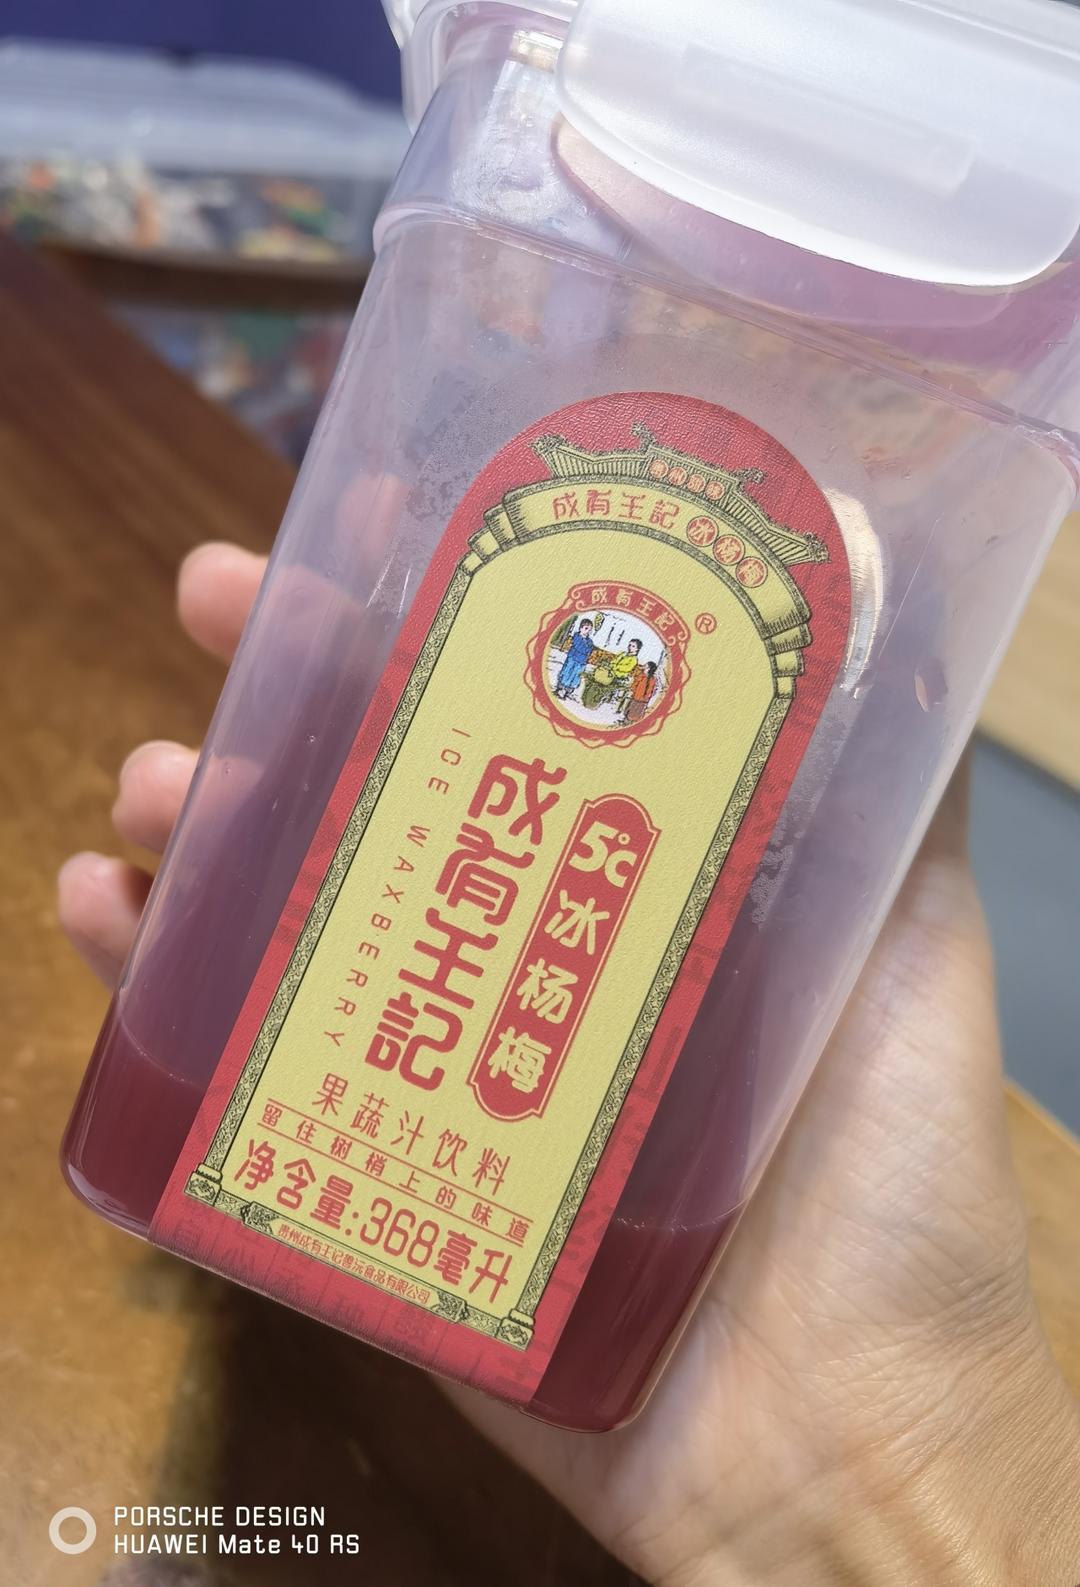 成有王記 冰杨梅
成有王記
®
成有王記
5℃冰杨梅
ICE WAXBERRY
果蔬汁饮料
留住树梢上的味道
净含量:368毫升
贵州成有王记善沅食品有限公司
PORSCHE DESIGN
HUAWEI Mate 40 RS